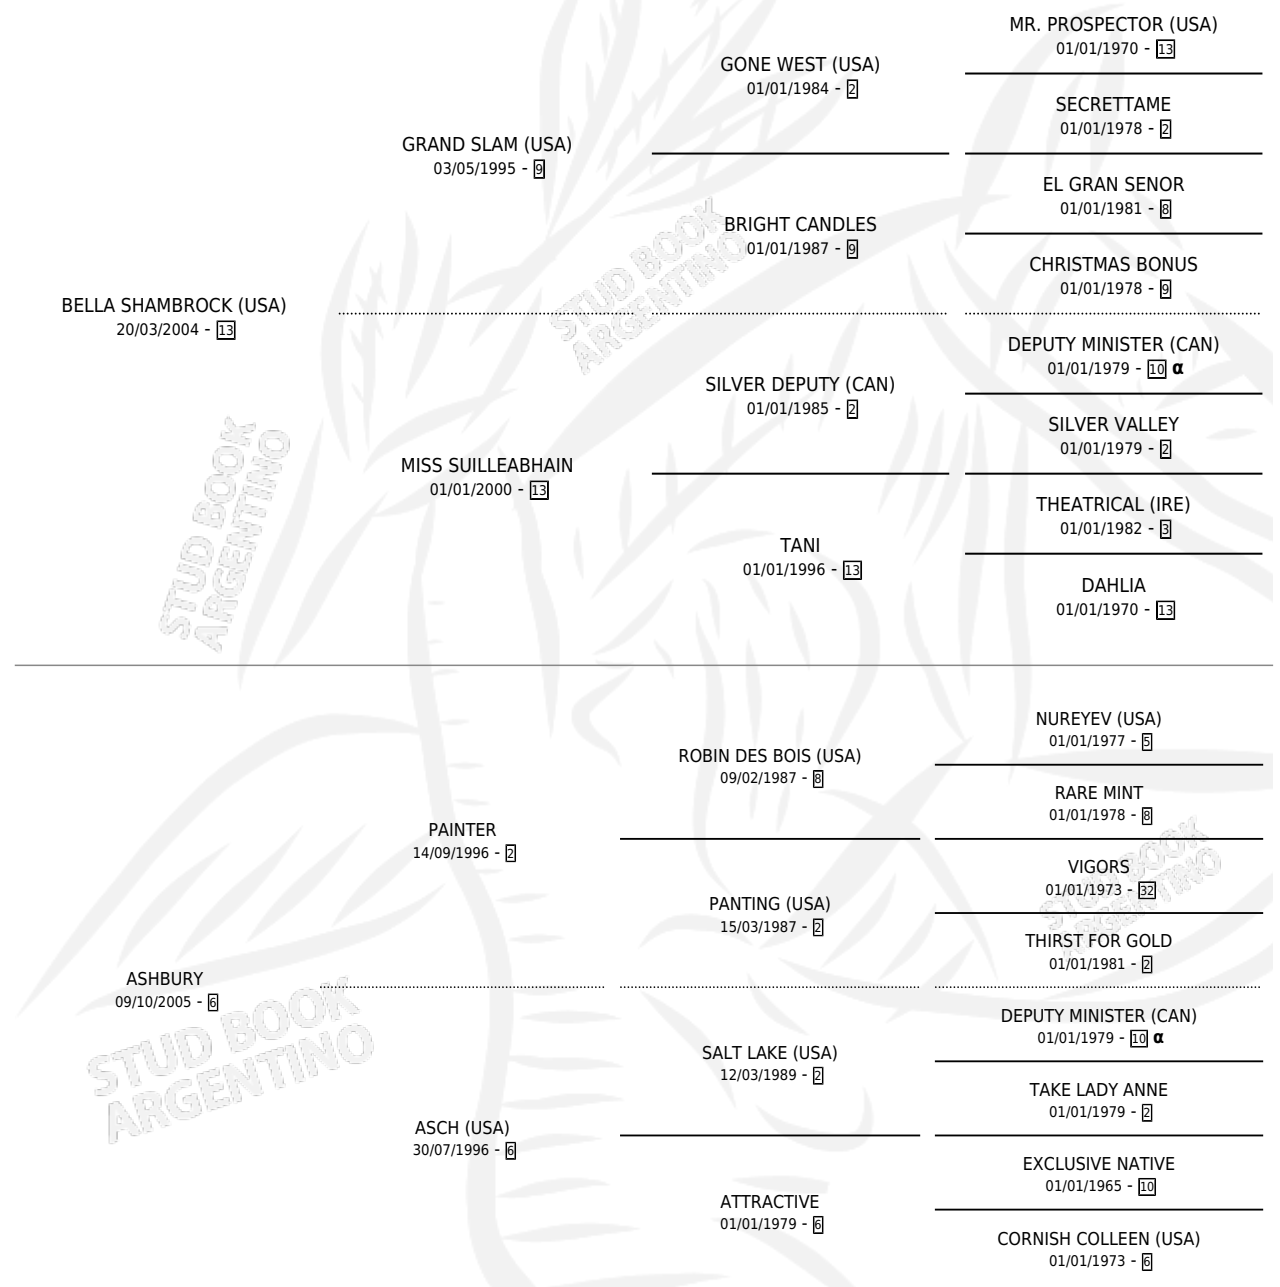 MR. PROSPECTOR (USA)
01/01/1970 - 13
GONE WEST (USA)
01/01/1984 - 2
SECRETTAME
01/01/1978 - 2
GRAND SLAM (USA)
03/05/1995 - 9
EL GRAN SENOR
01/01/1981 - 8
BRIGHT CANDLES
01/01/1987 - 9
CHRISTMAS BONUS
01/01/1978 - 9
BELLA SHAMBROCK (USA)
20/03/2004 - 13
DEPUTY MINISTER (CAN)
01/01/1979 - 10 α
SILVER DEPUTY (CAN)
01/01/1985 - 2
SILVER VALLEY
01/01/1979 - 2
MISS SUILLEABHAIN
01/01/2000 - 13
THEATRICAL (IRE)
01/01/1982 - 3
TANI
01/01/1996 - 13
DAHLIA
01/01/1970 - 13
STUD BOOK
ARGENTINO
STUD BOOK
ARGENTINO
NUREYEV (USA)
01/01/1977 - 5
ROBIN DES BOIS (USA)
09/02/1987 - 8
RARE MINT
01/01/1978 - 8
PAINTER
14/09/1996 - 2
VIGORS
01/01/1973 - 32
PANTING (USA)
15/03/1987 - 2
THIRST FOR GOLD
01/01/1981 - 2
ASHBURY
09/10/2005 - 6
DEPUTY MINISTER (CAN)
01/01/1979 - 10 α
SALT LAKE (USA)
12/03/1989 - 2
TAKE LADY ANNE
01/01/1979 - 2
ASCH (USA)
30/07/1996 - 6
EXCLUSIVE NATIVE
01/01/1965 - 10
ATTRACTIVE
01/01/1979 - 6
CORNISH COLLEEN (USA)
01/01/1973 - 6
STUD BOOK
ARGENTINO
STUD BOOK
ARGENTINO